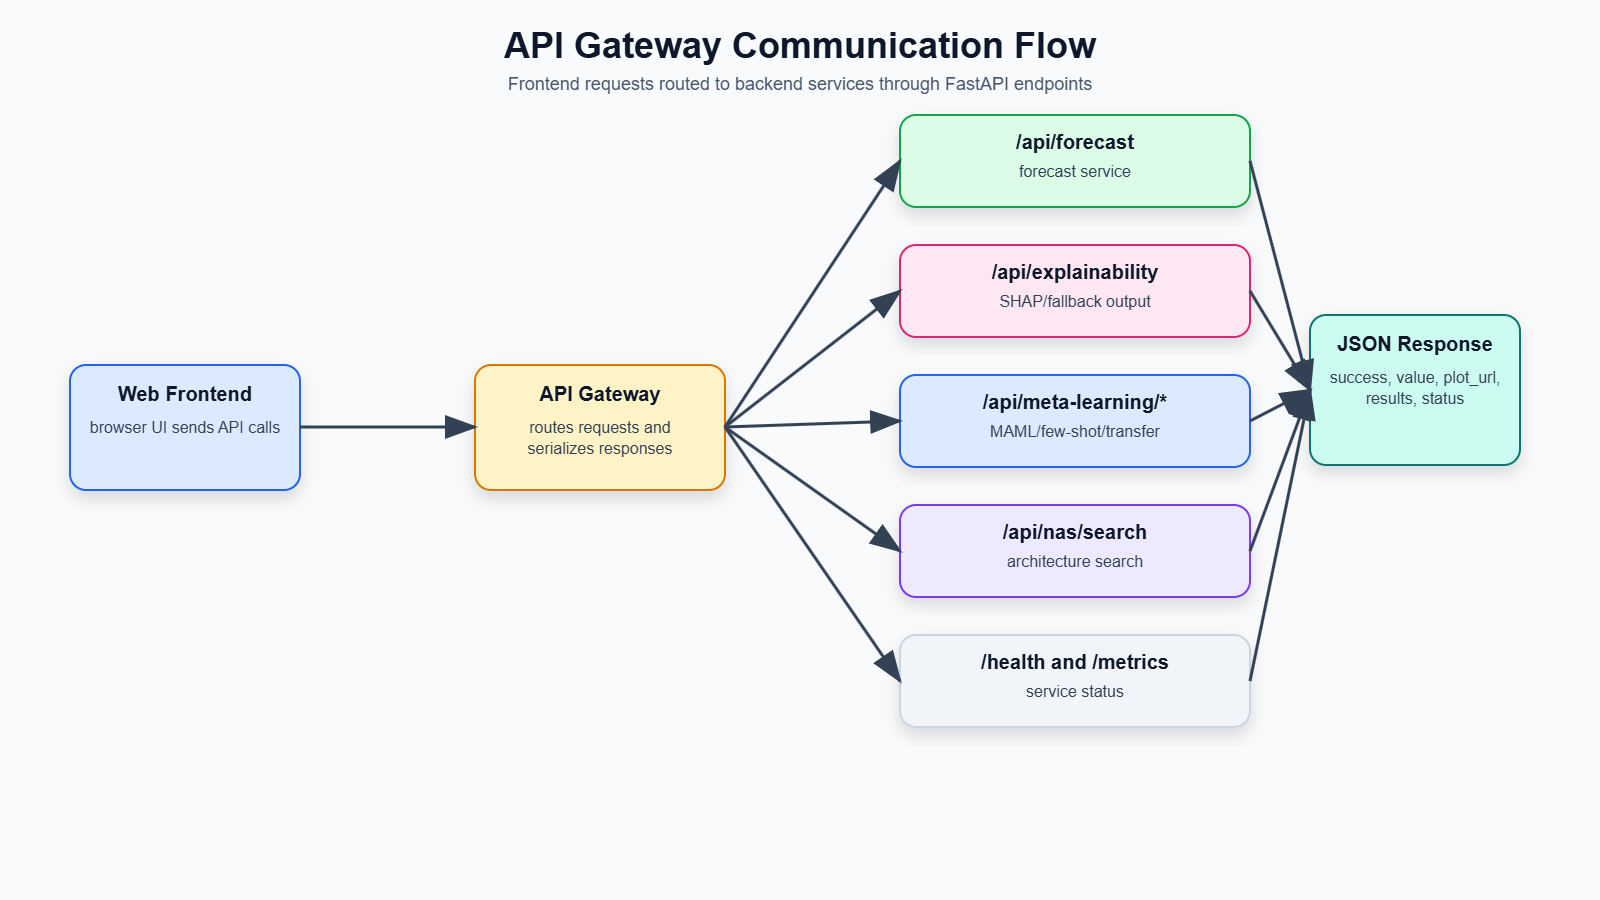 API Gateway Communication Flow
Frontend requests routed to backend services through FastAPI endpoints
Web Frontend
browser UI sends API calls
API Gateway
routes requests and
serializes responses
/api/forecast
forecast service
/api/explainability
SHAP/fallback output
/api/meta-learning/*
MAML/few-shot/transfer
/api/nas/search
architecture search
/health and /metrics
service status
JSON Response
success, value, plot_url,
results, status